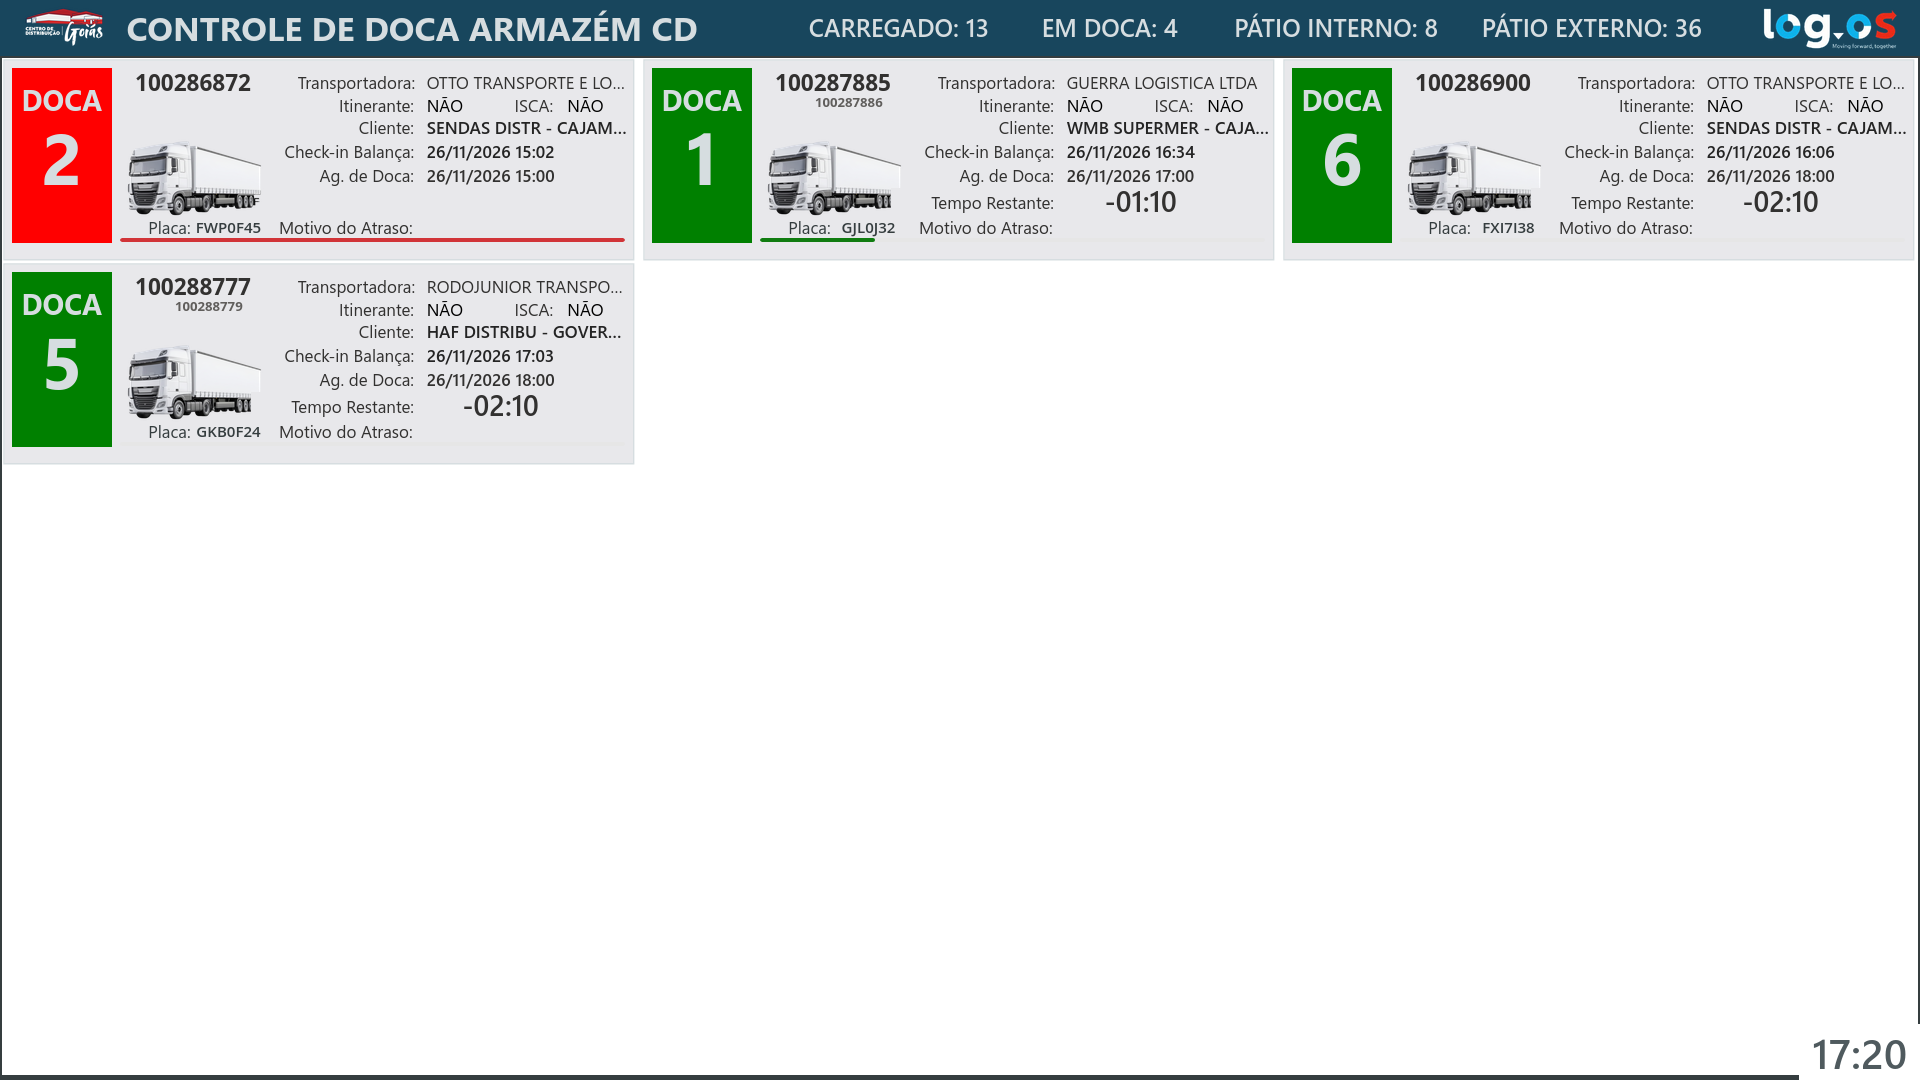 CENTRO DE DISTRIBUIÇÃO Goiás
CONTROLE DE DOCA ARMAZÉM CD
CARREGADO: 13
EM DOCA: 4
PÁTIO INTERNO: 8
PÁTIO EXTERNO: 36
log.os
Moving forward, together
DOCA
2
100286872
Transportadora: OTTO TRANSPORTE E LO...
Itinerante: NÃO ISCA: NÃO
Cliente: SENDAS DISTR - CAJAM...
Check-in Balança: 26/11/2026 15:02
Ag. de Doca: 26/11/2026 15:00
Placa: FWP0F45 Motivo do Atraso:
DOCA
1
100287885
100287886
Transportadora: GUERRA LOGISTICA LTDA
Itinerante: NÃO ISCA: NÃO
Cliente: WMB SUPERMER - CAJA...
Check-in Balança: 26/11/2026 16:34
Ag. de Doca: 26/11/2026 17:00
Tempo Restante: -01:10
Placa: GJL0J32 Motivo do Atraso:
DOCA
6
100286900
Transportadora: OTTO TRANSPORTE E LO...
Itinerante: NÃO ISCA: NÃO
Cliente: SENDAS DISTR - CAJAM...
Check-in Balança: 26/11/2026 16:06
Ag. de Doca: 26/11/2026 18:00
Tempo Restante: -02:10
Placa: FXI7I38 Motivo do Atraso:
DOCA
5
100288777
100288779
Transportadora: RODOJUNIOR TRANSPO...
Itinerante: NÃO ISCA: NÃO
Cliente: HAF DISTRIBU - GOVER...
Check-in Balança: 26/11/2026 17:03
Ag. de Doca: 26/11/2026 18:00
Tempo Restante: -02:10
Placa: GKB0F24 Motivo do Atraso:
17:20